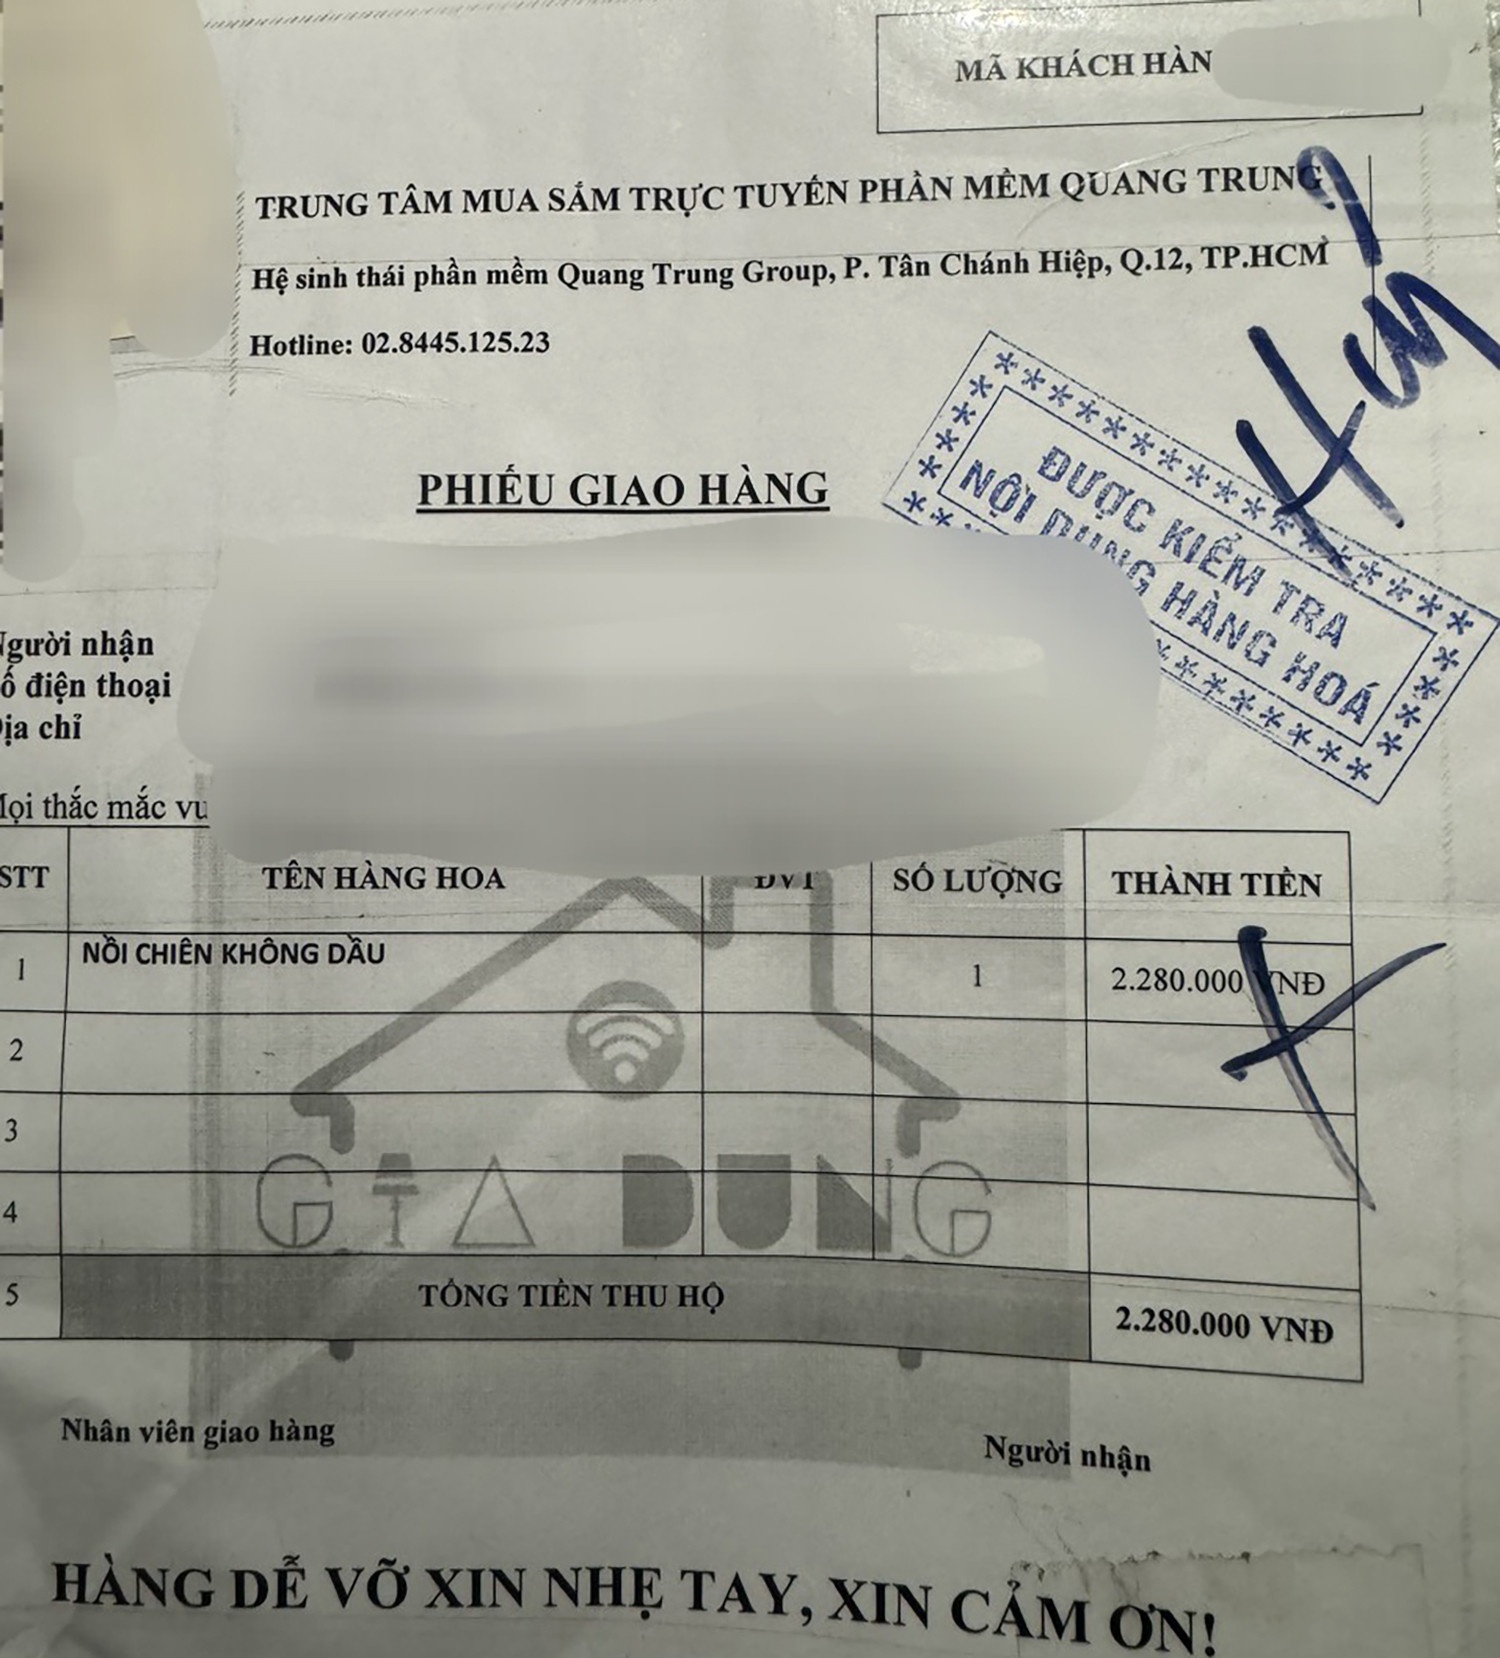 MÃ KHÁCH HÀN
TRUNG TÂM MUA SẮM TRỰC TUYẾN PHẦN MỀM QUANG TRUNG
Hệ sinh thái phần mềm Quang Trung Group, P. Tân Chánh Hiệp, Q.12, TP.HCM
Hotline: 02.8445.125.23
PHIẾU GIAO HÀNG
ĐƯỢC KIỂM TRA
NỘI DUNG HÀNG HOÁ
Người nhận
ố điện thoại
Địa chỉ
Mọi thắc mắc vu
STT TÊN HÀNG HOA ĐVT SỐ LƯỢNG THÀNH TIỀN
1 NỒI CHIÊN KHÔNG DẦU 1 2.280.000 VNĐ
2
3
4
GIA DUNG
5 TỔNG TIỀN THU HỘ 2.280.000 VNĐ
Nhân viên giao hàng Người nhận
HÀNG DỄ VỠ XIN NHẸ TAY, XIN CẢM ƠN!